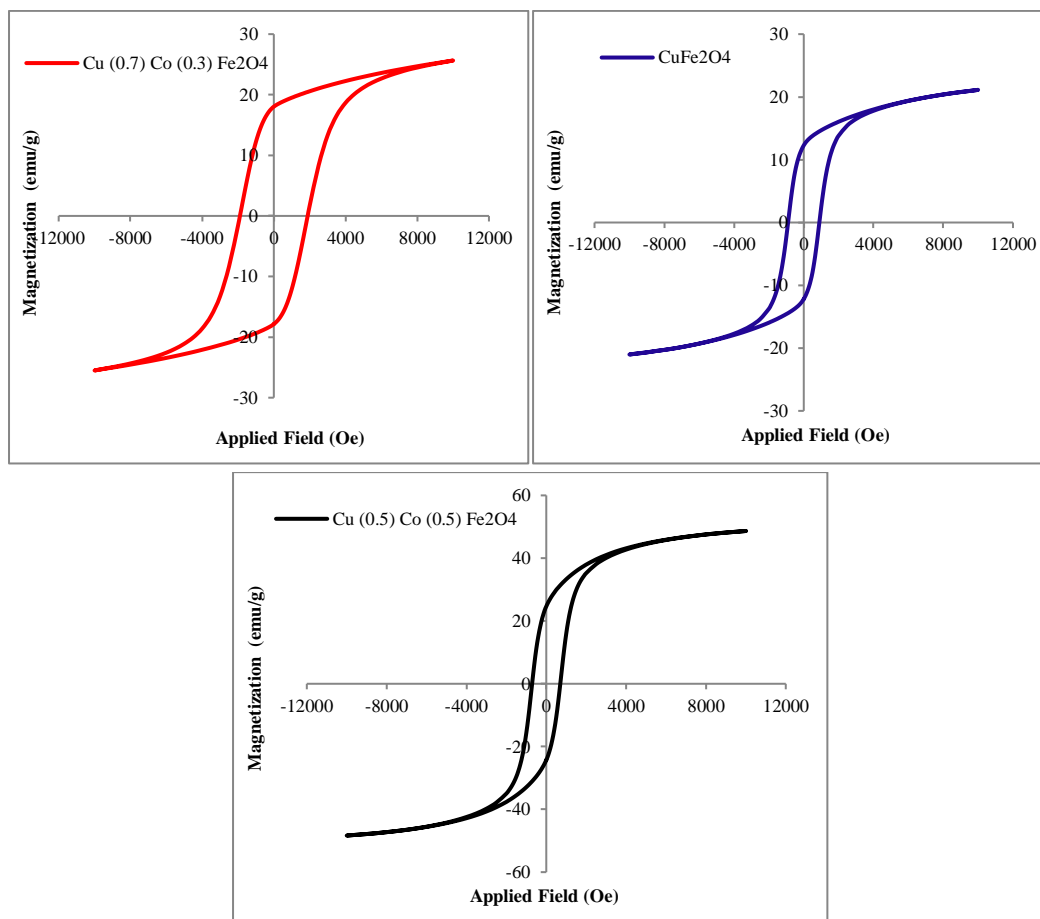 30
Cu (0.7) Co (0.3) Fe2O4
20
10
0
12000 -8000 -4000 0 4000 8000 12000
-10
-20
-30
Magnetization (emu/g)
Applied Field (Oe)
30
CuFe2O4
20
10
0
-12000 -8000 -4000 0 4000 8000 12000
-10
-20
-30
Magnetization (emu/g)
Applied Field (Oe)
60
Cu (0.5) Co (0.5) Fe2O4
40
20
0
-12000 -8000 -4000 0 4000 8000 12000
-20
-40
-60
Magnetization (emu/g)
Applied Field (Oe)